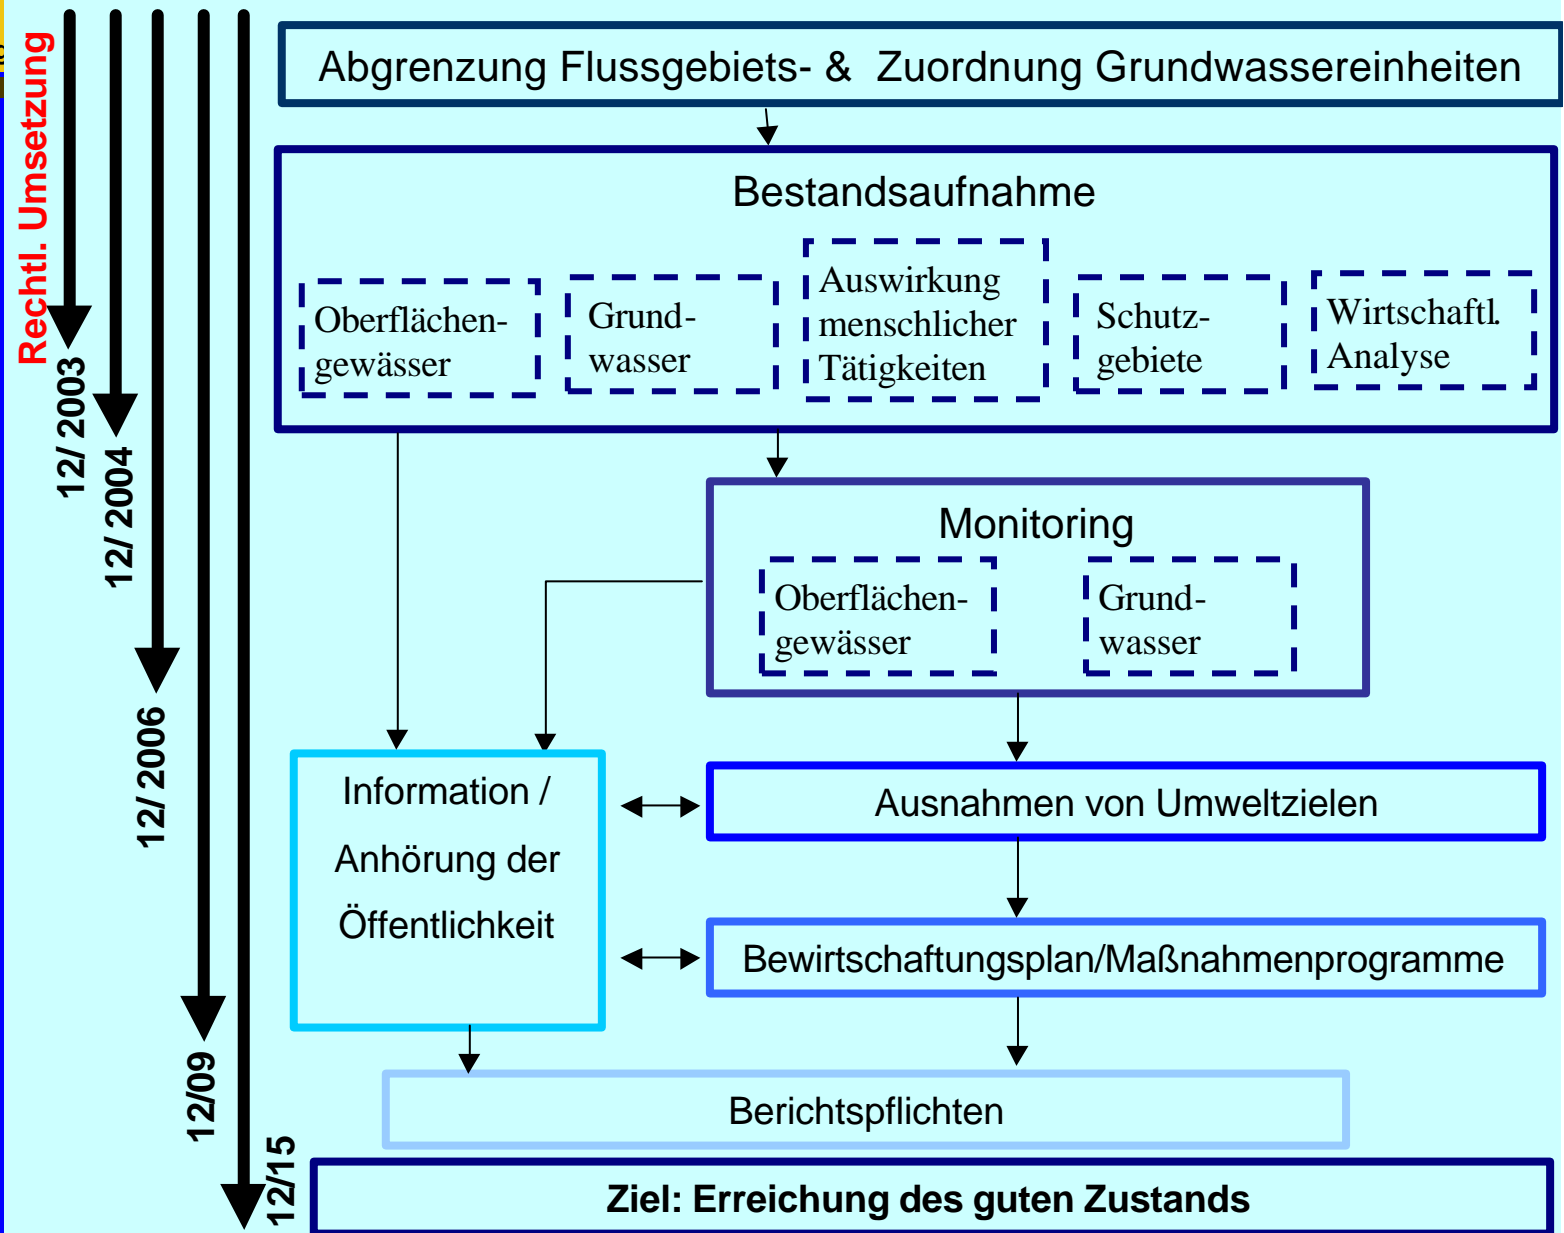 Rechtl. Umsetzung
12/ 2003
12/ 2004
12/ 2006
12/09
12/15
Abgrenzung Flussgebiets- & Zuordnung Grundwassereinheiten
Bestandsaufnahme
Oberflächen-
gewässer
Grund-
wasser
Auswirkung
menschlicher
Tätigkeiten
Schutz-
gebiete
Wirtschaftl.
Analyse
Monitoring
Oberflächen-
gewässer
Grund-
wasser
Information /
Anhörung der
Öffentlichkeit
Ausnahmen von Umweltzielen
Bewirtschaftungsplan/Maßnahmenprogramme
Berichtspflichten
Ziel: Erreichung des guten Zustands